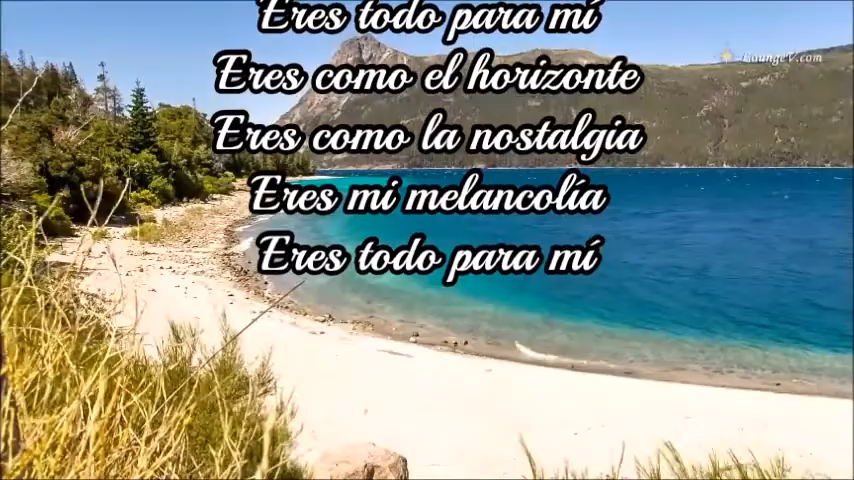 Eres todo para mí
LoungeV.com
Eres como el horizonte
Eres como la nostalgia
Eres mi melancolía
Eres todo para mí